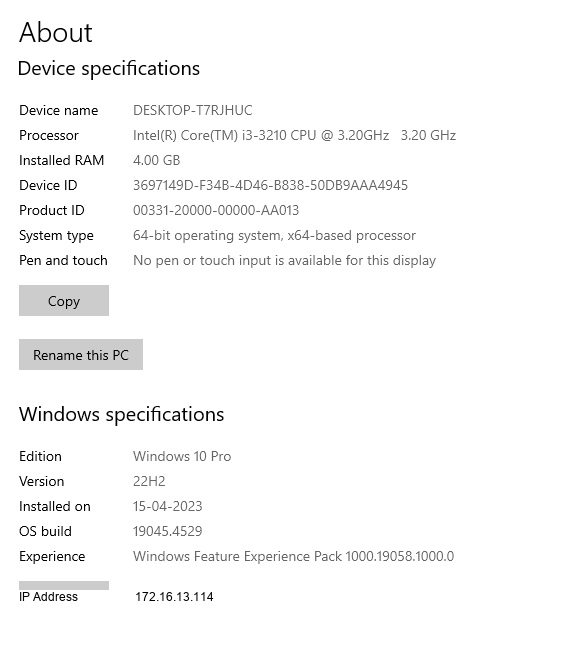 About
Device specifications
Device name DESKTOP-T7RJHUC
Processor Intel(R) Core(TM) i3-3210 CPU @ 3.20GHz 3.20 GHz
Installed RAM 4.00 GB
Device ID 3697149D-F34B-4D46-B838-50DB9AAA4945
Product ID 00331-20000-00000-AA013
System type 64-bit operating system, x64-based processor
Pen and touch No pen or touch input is available for this display
Copy
Rename this PC
Windows specifications
Edition Windows 10 Pro
Version 22H2
Installed on 15-04-2023
OS build 19045.4529
Experience Windows Feature Experience Pack 1000.19058.1000.0
IP Address 172.16.13.114